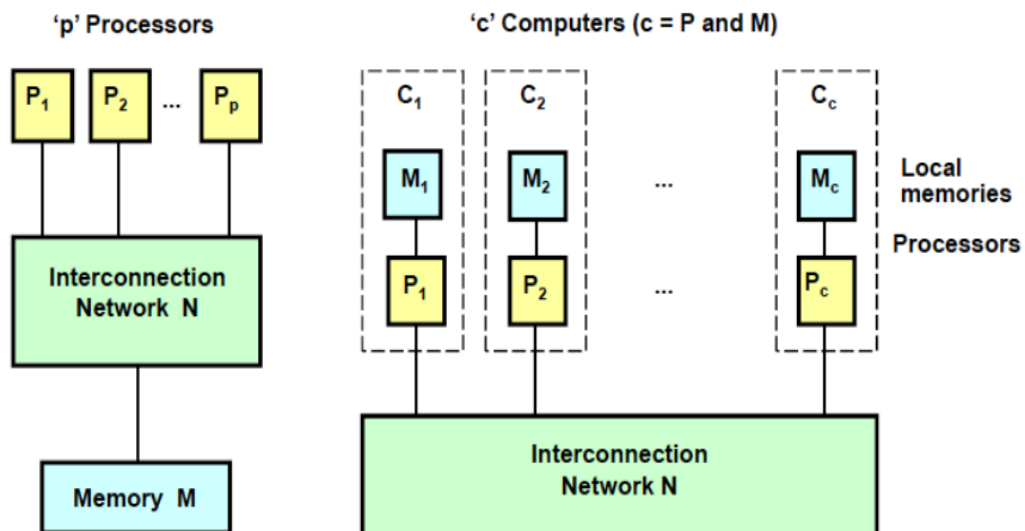 ‘p’ Processors
P1 P2 ... Pp
Interconnection
Network N
Memory M
‘c’ Computers (c = P and M)
C1 C2 Cc
M1 M2 ... Mc
Local
memories
Processors
P1 P2 ... Pc
Interconnection
Network N